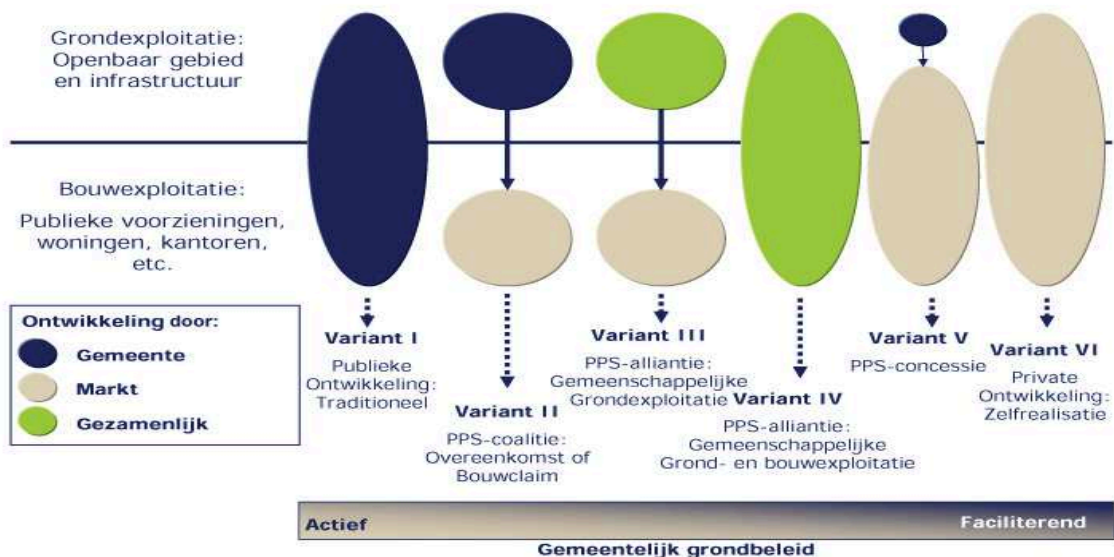 Grondexploitatie:
Openbaar gebied
en infrastructuur
Bouwexploitatie:
Publieke voorzieningen,
woningen, kantoren,
etc.
Ontwikkeling door:
Gemeente
Markt
Gezamenlijk
Variant I
Publieke
Ontwikkeling:
Traditioneel
Variant II
PPS-coalitie:
Overeenkomst of
Bouwclaim
Variant III
PPS-alliantie:
Gemeenschappelijke
Grondexploitatie
Variant IV
PPS-alliantie:
Gemeenschappelijke
Grond- en bouwexploitatie
Variant V
PPS-concessie
Variant VI
Private
Ontwikkeling:
Zelfrealisatie
Actief
Faciliterend
Gemeentelijk grondbeleid